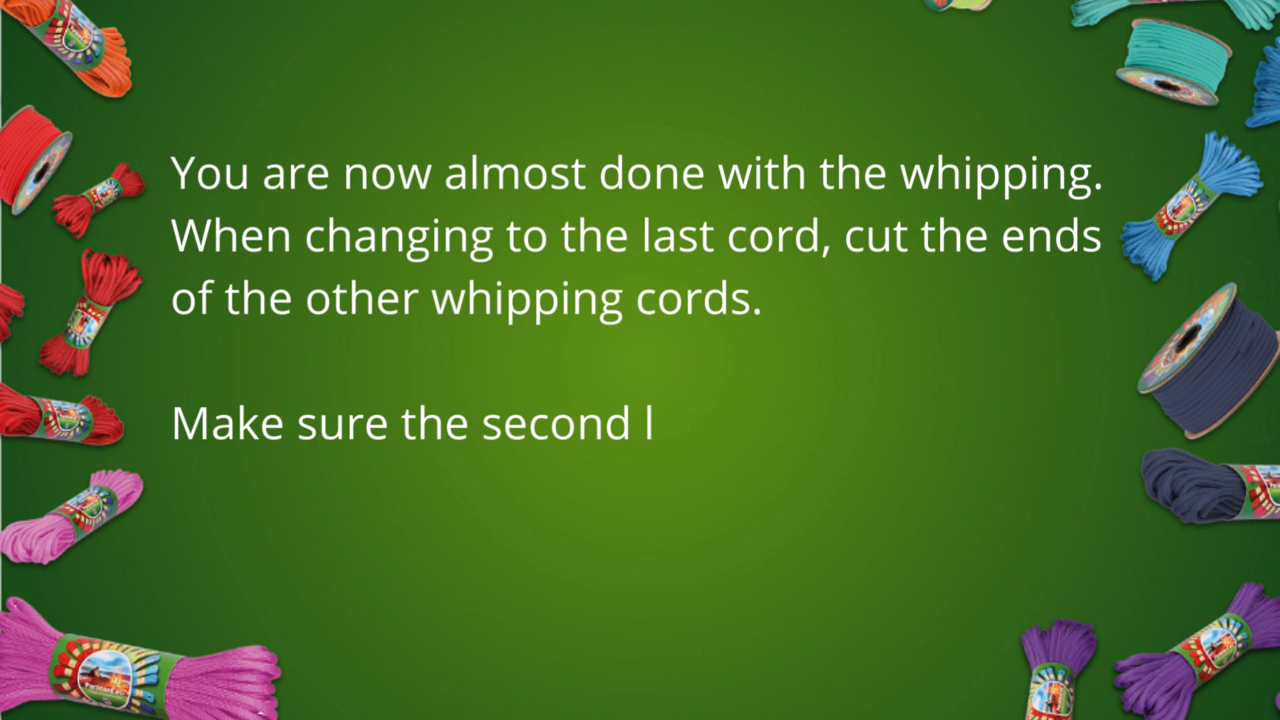 You are now almost done with the whipping.
When changing to the last cord, cut the ends
of the other whipping cords.
Make sure the second l